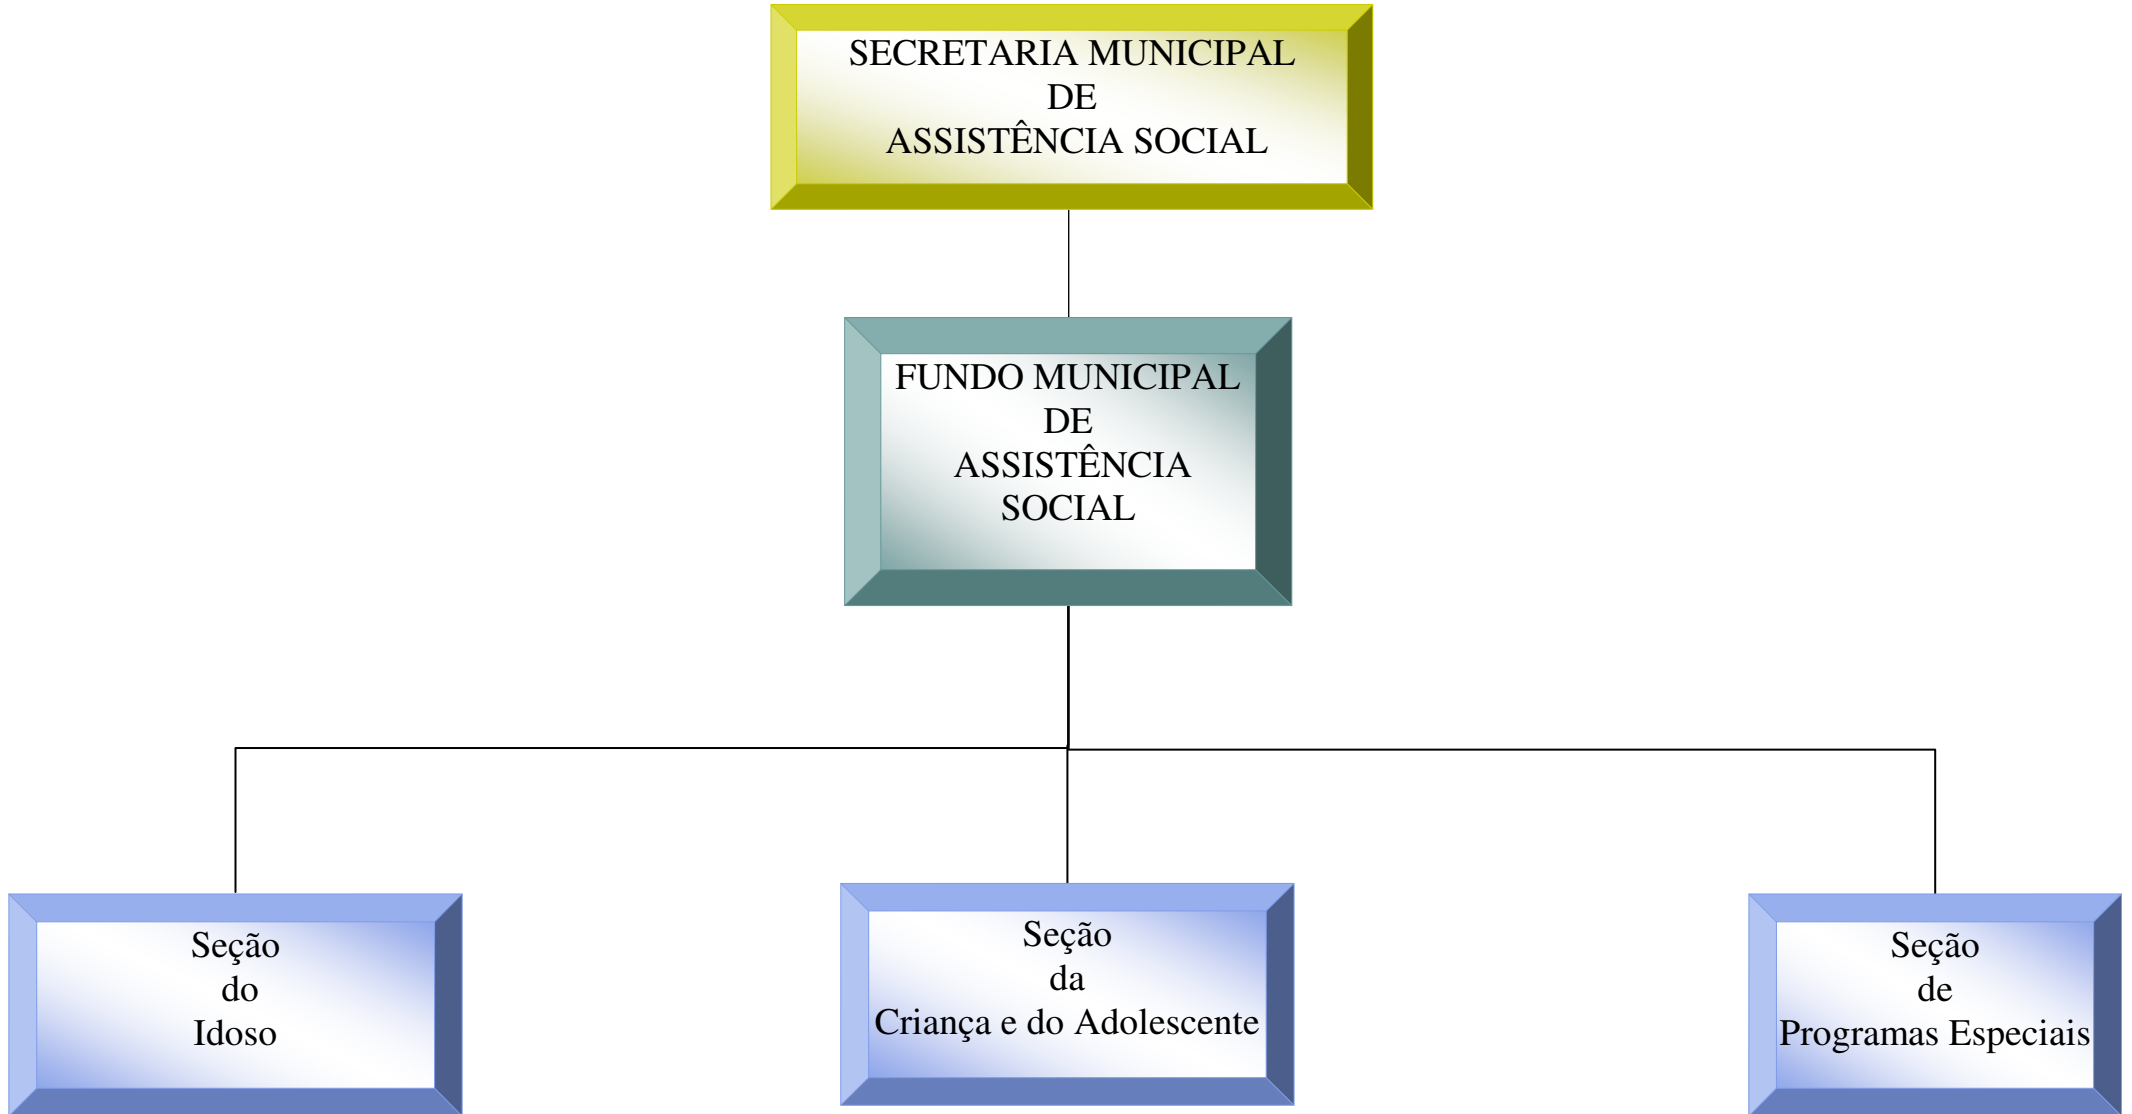 SECRETARIA MUNICIPAL
DE
ASSISTÊNCIA SOCIAL
FUNDO MUNICIPAL
DE
ASSISTÊNCIA
SOCIAL
Seção
do
Idoso
Seção
da
Criança e do Adolescente
Seção
de
Programas Especiais